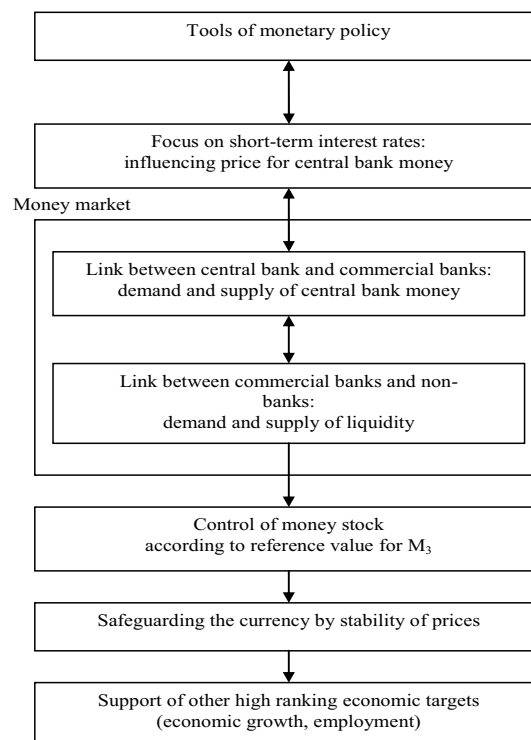 Tools of monetary policy
Focus on short-term interest rates:
influencing price for central bank money
Money market
Link between central bank and commercial banks:
demand and supply of central bank money
Link between commercial banks and non-
banks:
demand and supply of liquidity
Control of money stock
according to reference value for M₃
Safeguarding the currency by stability of prices
Support of other high ranking economic targets
(economic growth, employment)